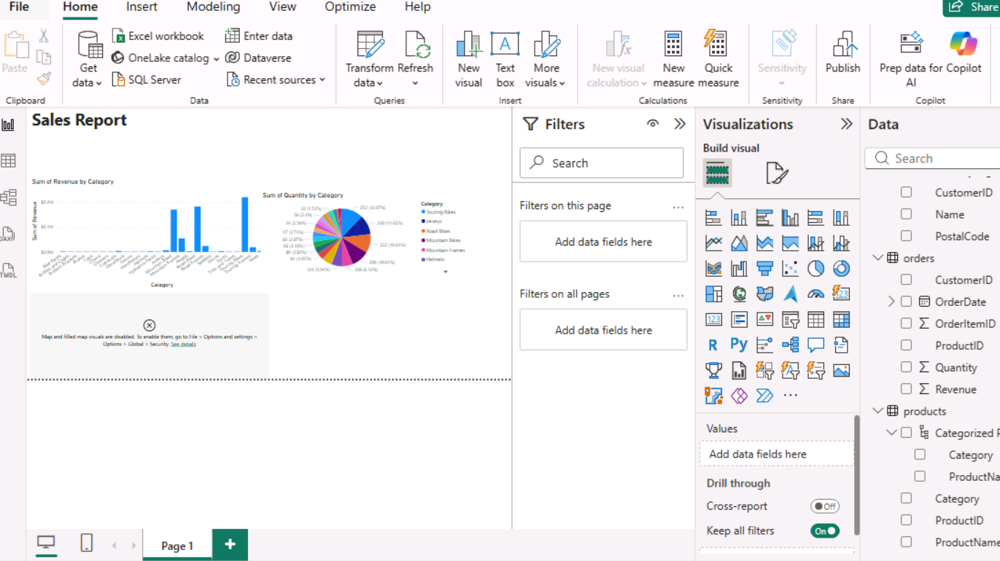 File Home Insert Modeling View Optimize Help Share
Paste
Clipboard
Get data
Excel workbook
OneLake catalog
SQL Server
Enter data
Dataverse
Recent sources
Data
Transform data
Refresh
Queries
New visual
Text box
More visuals
Insert
New visual calculation
New measure
Quick measure
Calculations
Sensitivity
Sensitivity
Publish
Share
Prep data for AI
Copilot
Copilot
DAX
TMDL
Sales Report
Sum of Revenue by Category
Sum of Revenue
$0.2M
$0.1M
$0.0M
Category
Sum of Quantity by Category
252 (12.07%)
230 (11.02%)
222 (10.64%)
209 (10.01%)
128 (6.13%)
124 (5.94%)
84 (4.02%)
80 (3.83%)
66 (3.16%)
60 (2.87%)
57 (2.73%)
54 (2.59%)
50 (2.4%)
32 (1.53%)
Category
Touring Bikes
Jerseys
Road Bikes
Mountain Bikes
Mountain Frames
Helmets
Map and filled map visuals are disabled. To enable them, go to File > Options and settings >
Options > Global > Security. See details
Filters
Search
Filters on this page
...
Add data fields here
Filters on all pages
...
Add data fields here
Visualizations
Build visual
123
123
R
Py
...
Values
Add data fields here
Drill through
Cross-report Off
Keep all filters On
Data
Search
CustomerID
Name
PostalCode
orders
CustomerID
OrderDate
Σ OrderItemID
ProductID
Σ Quantity
Σ Revenue
products
Categorized P
Category
ProductNa
Category
ProductID
ProductName
Page 1
+